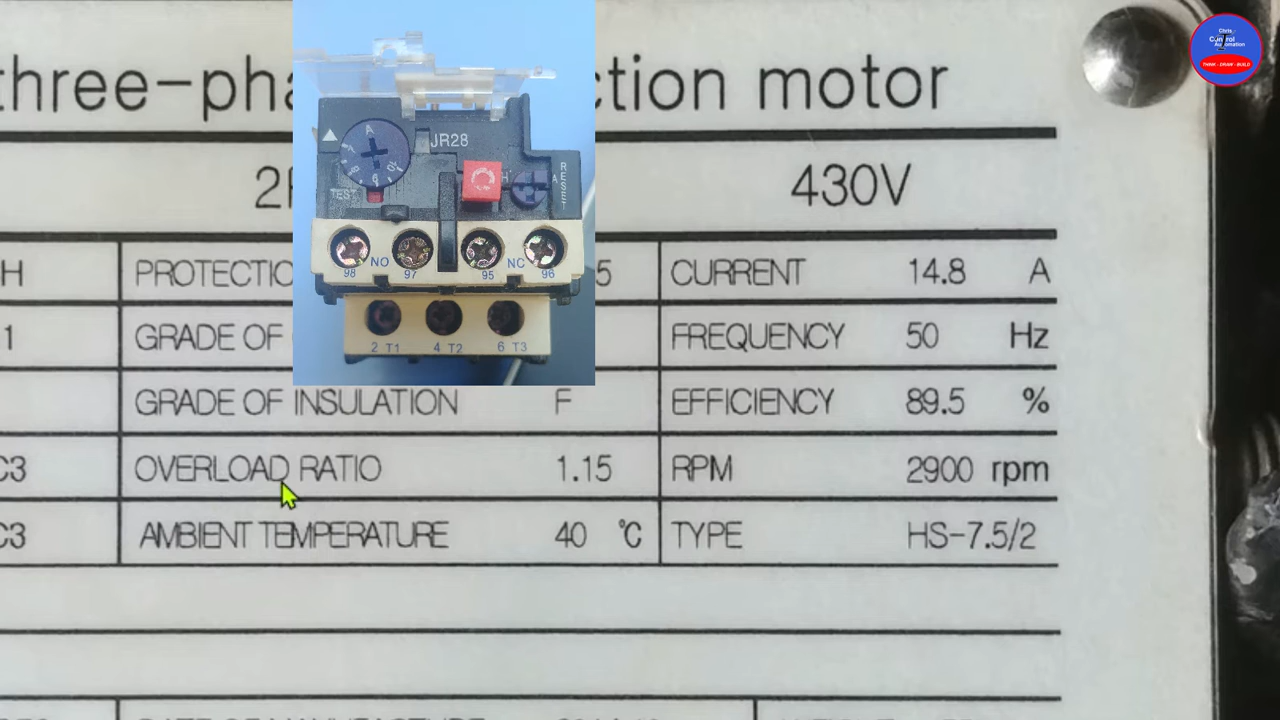 three-pha ction motor
430V
PROTECTIO 5 CURRENT 14.8 A
1 GRADE OF FREQUENCY 50 Hz
GRADE OF INSULATION F EFFICIENCY 89.5 %
C3 OVERLOAD RATIO 1.15 RPM 2900 rpm
C3 AMBIENT TEMPERATURE 40 ℃ TYPE HS-7.5/2
A
JR28
H A
RESET
TEST
98 NO 97 95 NC 96
2 T1 4 T2 6 T3
Chris
Control
Automation
THINK - DRAW - BUILD